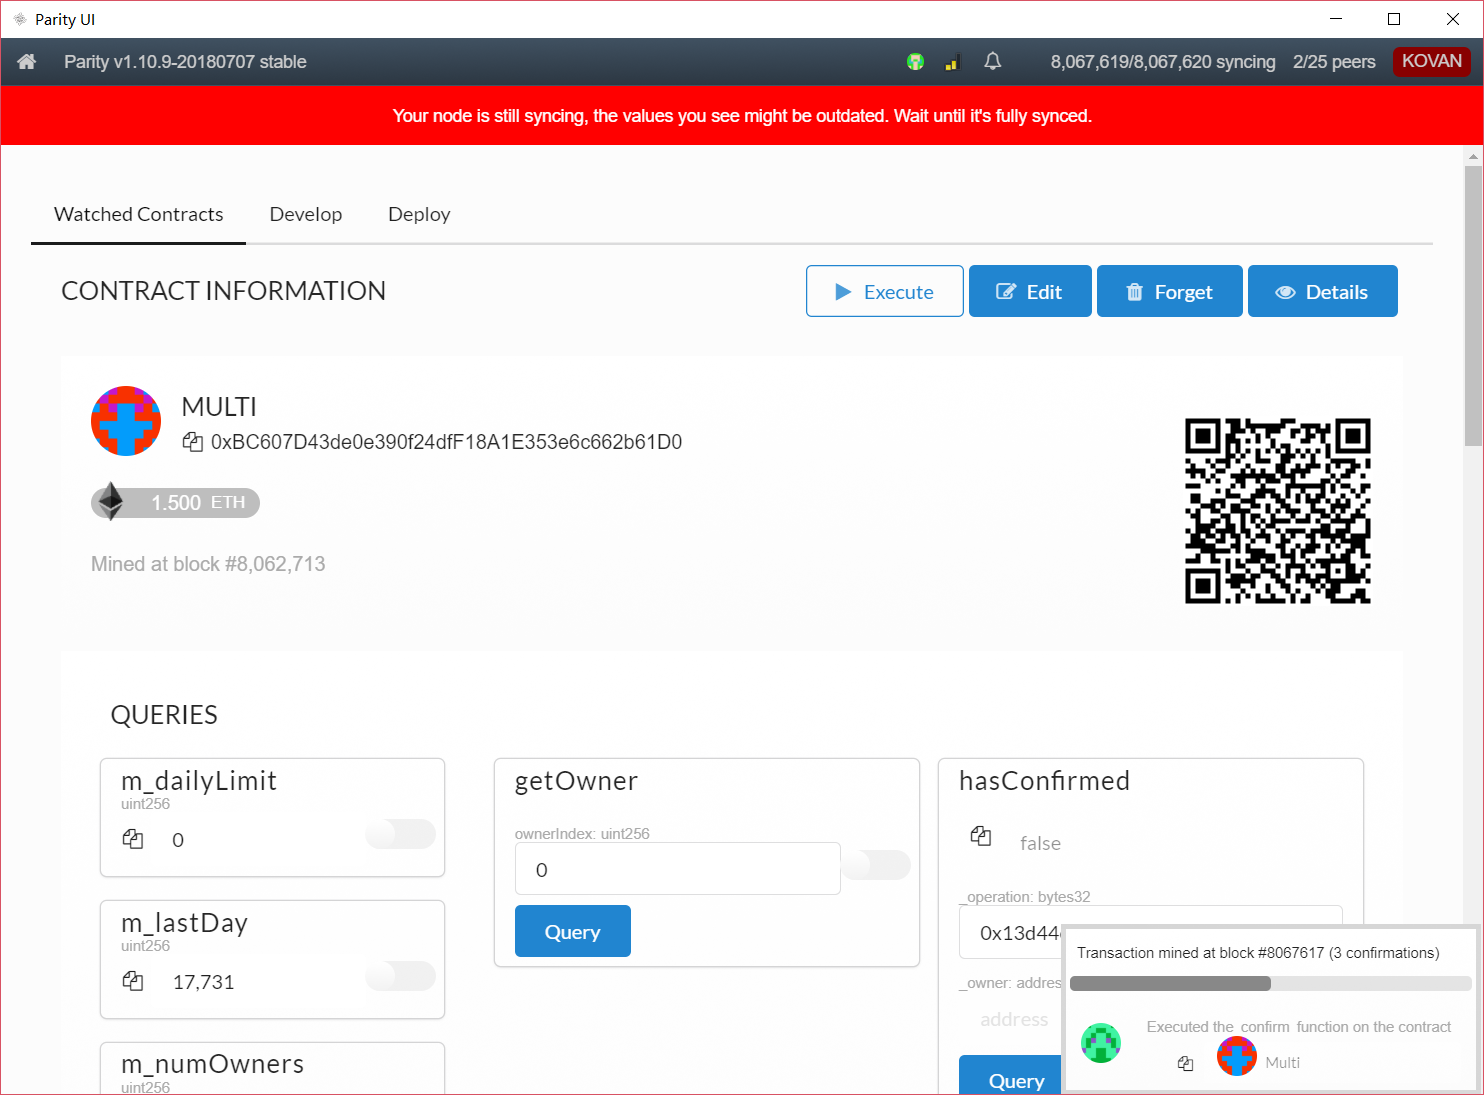 Parity UI
Parity v1.10.9-20180707 stable
8,067,619/8,067,620 syncing
2/25 peers
KOVAN
Your node is still syncing, the values you see might be outdated. Wait until it's fully synced.
Watched Contracts
Develop
Deploy
CONTRACT INFORMATION
Execute
Edit
Forget
Details
MULTI
0xBC607D43de0e390f24dfF18A1E353e6c662b61D0
1.500 ETH
Mined at block #8,062,713
QUERIES
m_dailyLimit
uint256
0
m_lastDay
uint256
17,731
m_numOwners
uint256
getOwner
ownerIndex: uint256
0
Query
hasConfirmed
false
_operation: bytes32
0x13d44
_owner: addres
address
Query
Transaction mined at block #8067617 (3 confirmations)
Executed the confirm function on the contract
Multi